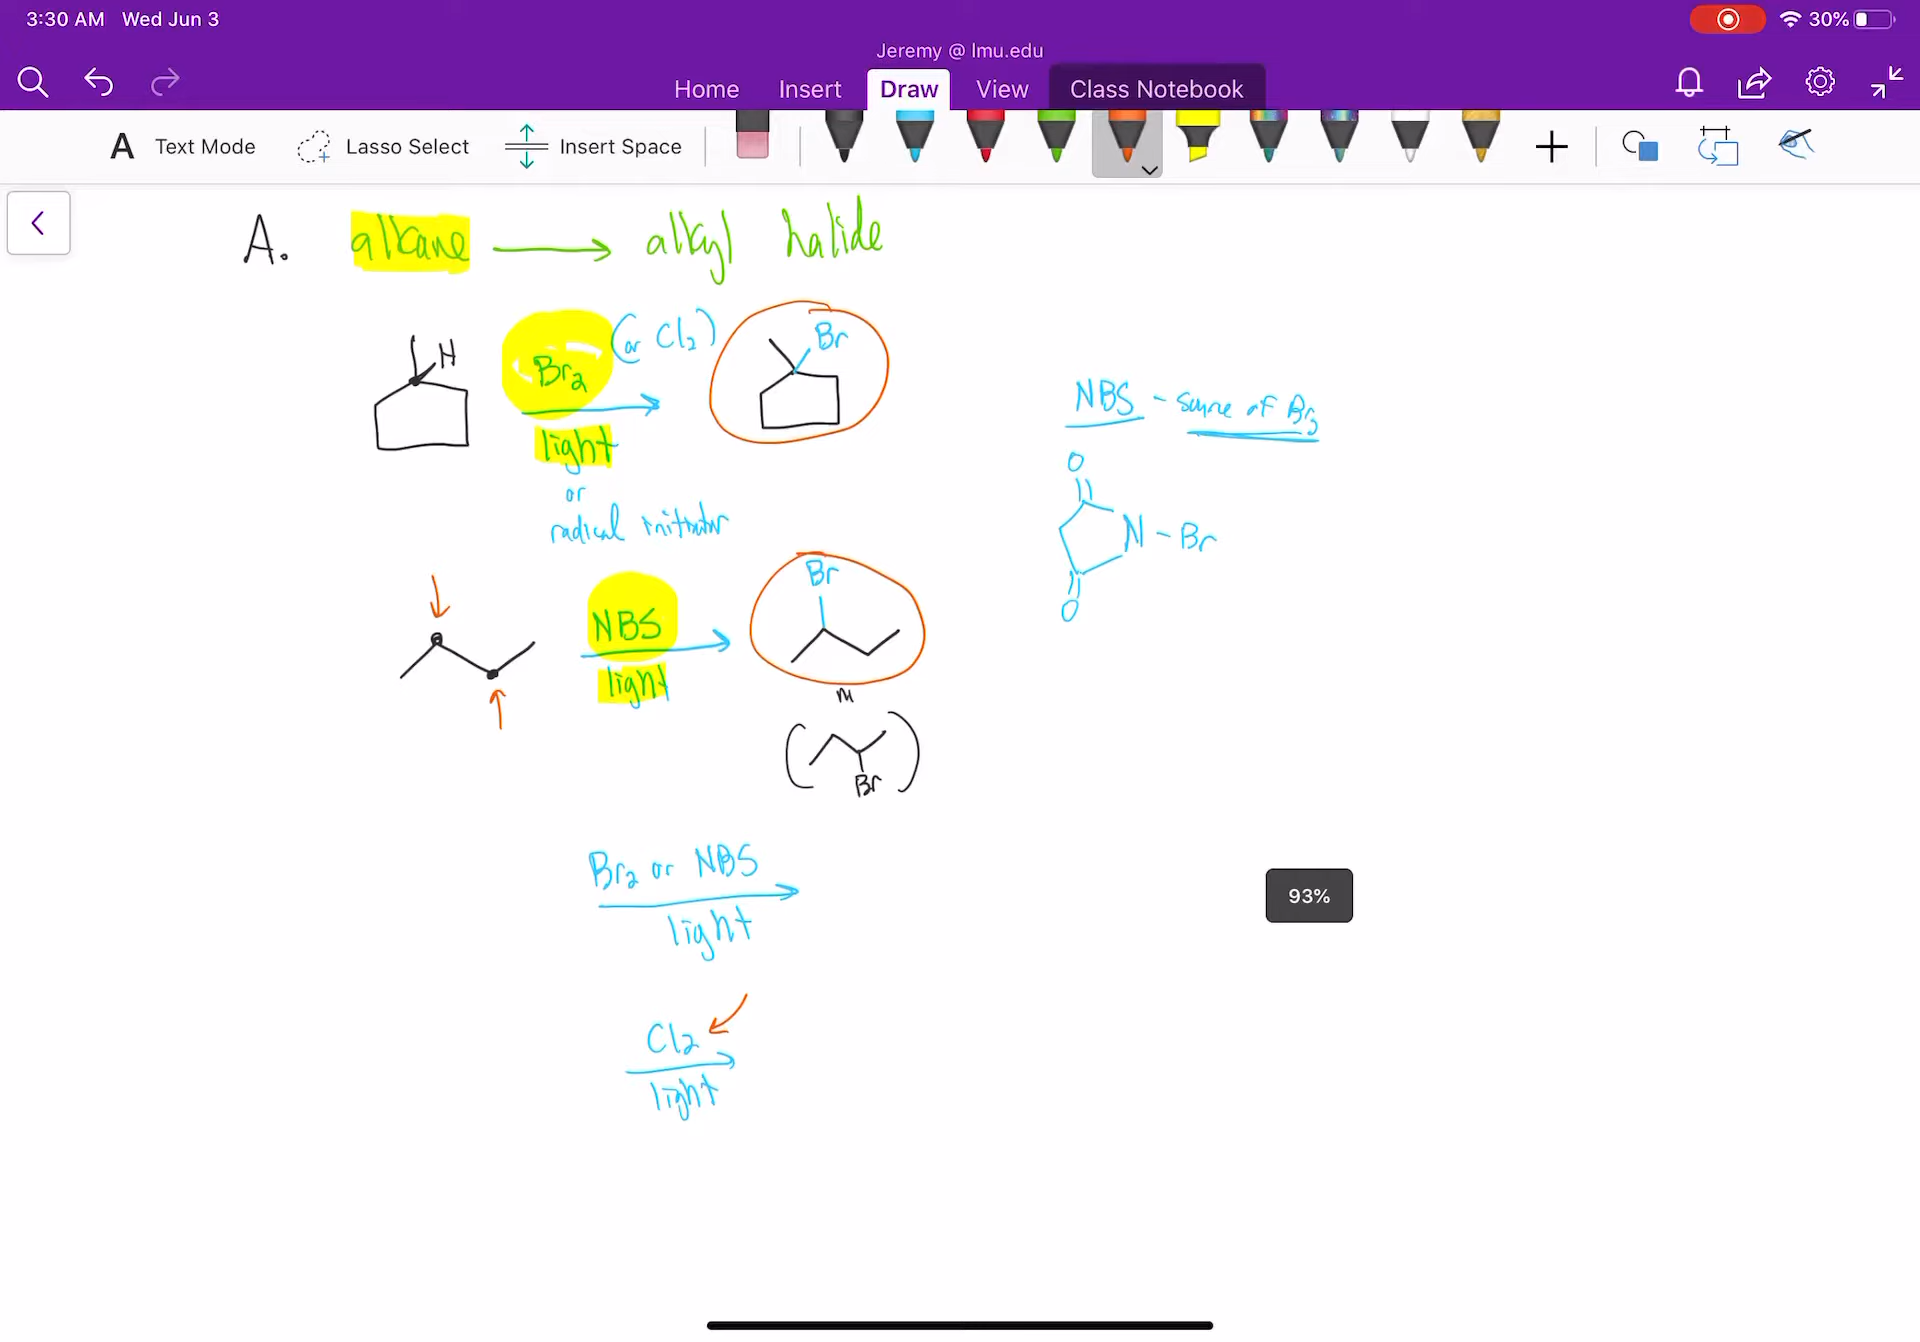 3:30 AM Wed Jun 3
30%
Jeremy @ lmu.edu
Home Insert Draw View Class Notebook
A Text Mode Lasso Select Insert Space
A. alkane → alkyl halide
H Br2 (or Cl2) Br
light
or
radical initiator
NBS - source of Br2
O
N - Br
O
Br
NBS
light
Br
Br2 or NBS
light
93%
Cl2
light